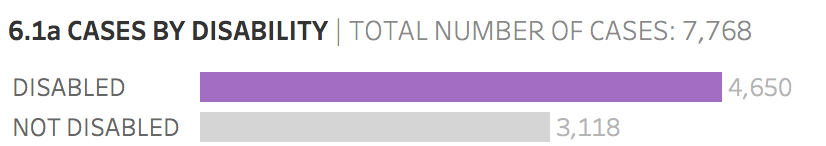 6.1a CASES BY DISABILITY | TOTAL NUMBER OF CASES: 7,768
DISABLED 4,650
NOT DISABLED 3,118